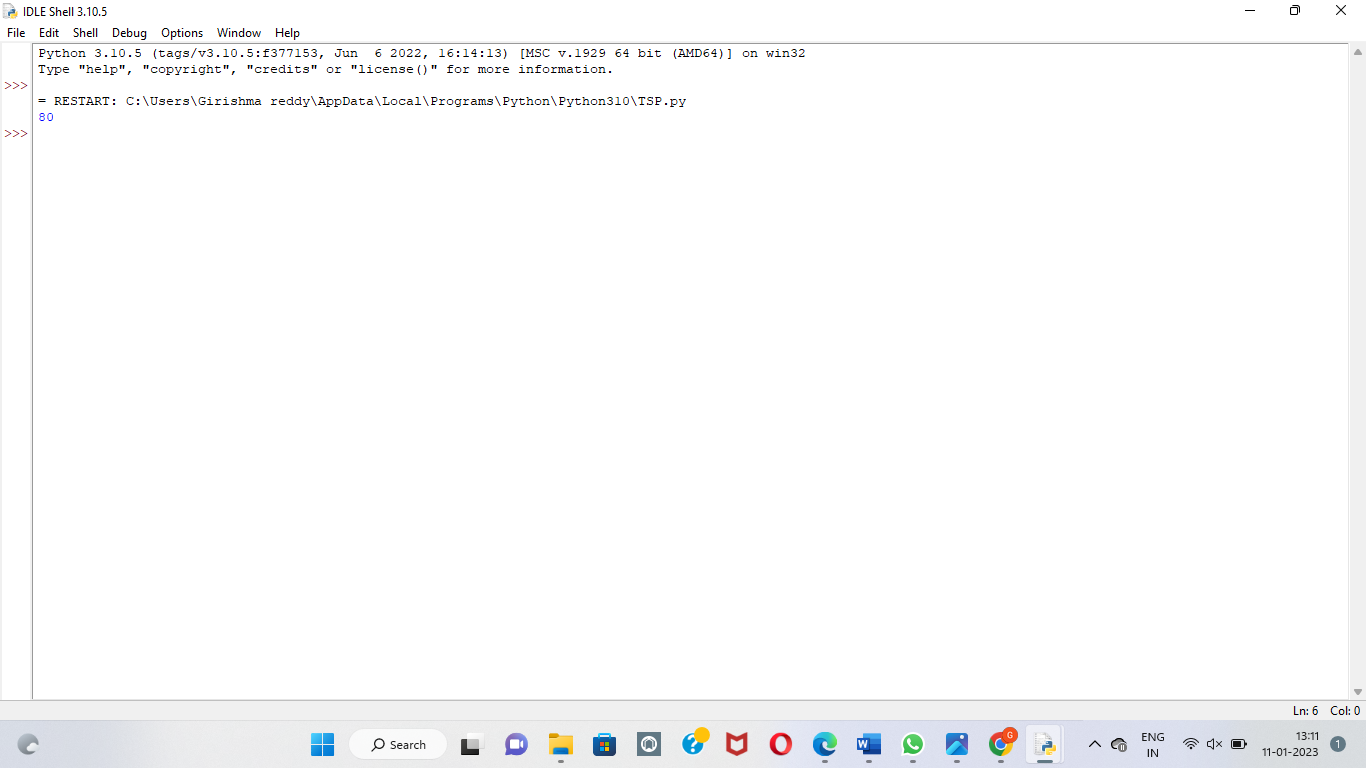 IDLE Shell 3.10.5
File Edit Shell Debug Options Window Help
Python 3.10.5 (tags/v3.10.5:f377153, Jun  6 2022, 16:14:13) [MSC v.1929 64 bit (AMD64)] on win32
Type "help", "copyright", "credits" or "license()" for more information.
>>>
= RESTART: C:\Users\Girishma reddy\AppData\Local\Programs\Python\Python310\TSP.py
80
>>>
Ln: 6 Col: 0
Search
G
ENG
IN
13:11
11-01-2023
1